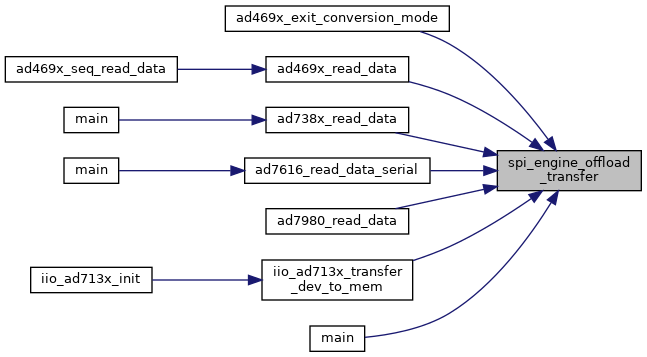 ad469x_exit_conversion_mode
ad469x_seq_read_data
ad469x_read_data
main
ad738x_read_data
spi_engine_offload
_transfer
main
ad7616_read_data_serial
ad7980_read_data
iio_ad713x_init
iio_ad713x_transfer
_dev_to_mem
main